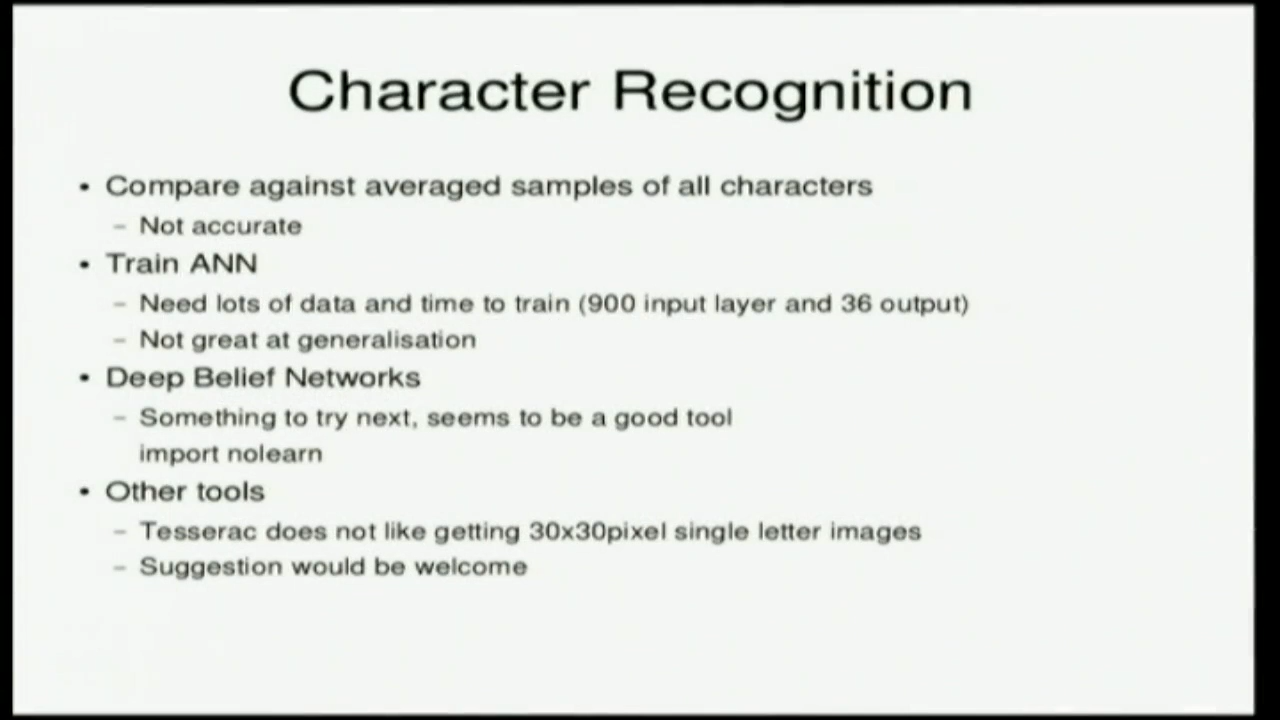 Character Recognition
• Compare against averaged samples of all characters
– Not accurate
• Train ANN
– Need lots of data and time to train (900 input layer and 36 output)
– Not great at generalisation
• Deep Belief Networks
– Something to try next, seems to be a good tool
import nolearn
• Other tools
– Tesserac does not like getting 30x30pixel single letter images
– Suggestion would be welcome